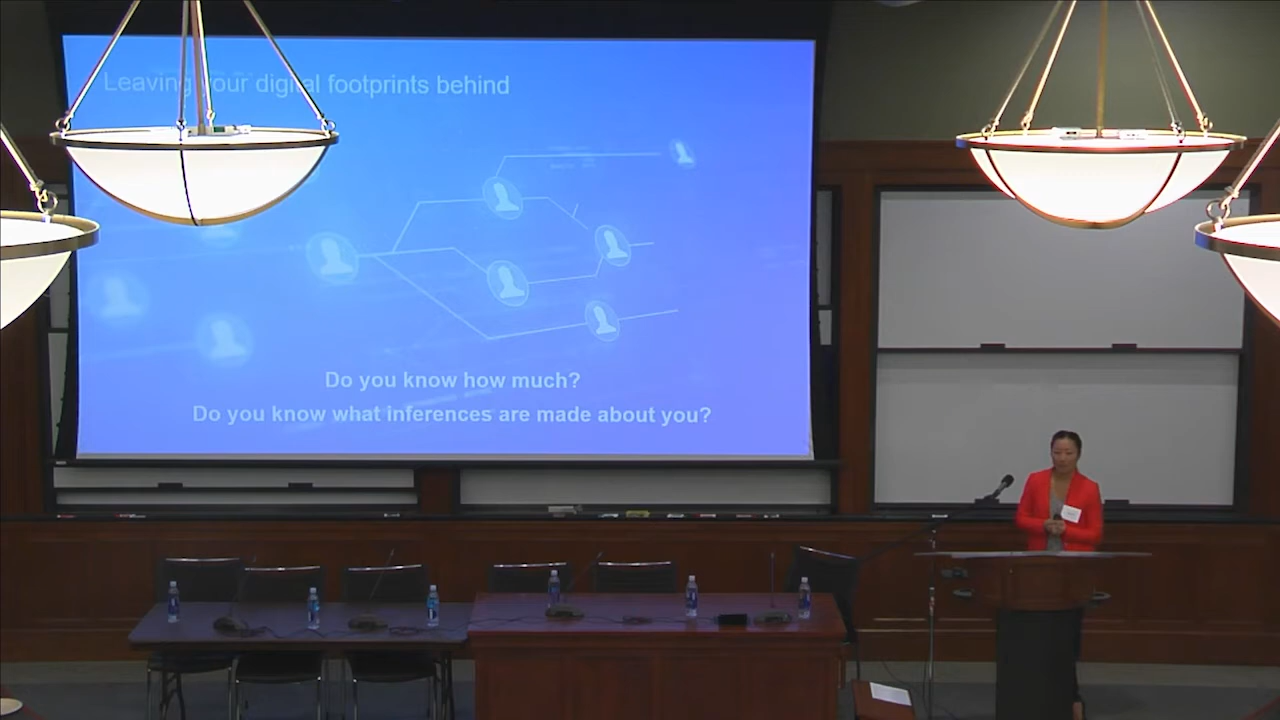 Leaving your digital footprints behind
Do you know how much?
Do you know what inferences are made about you?